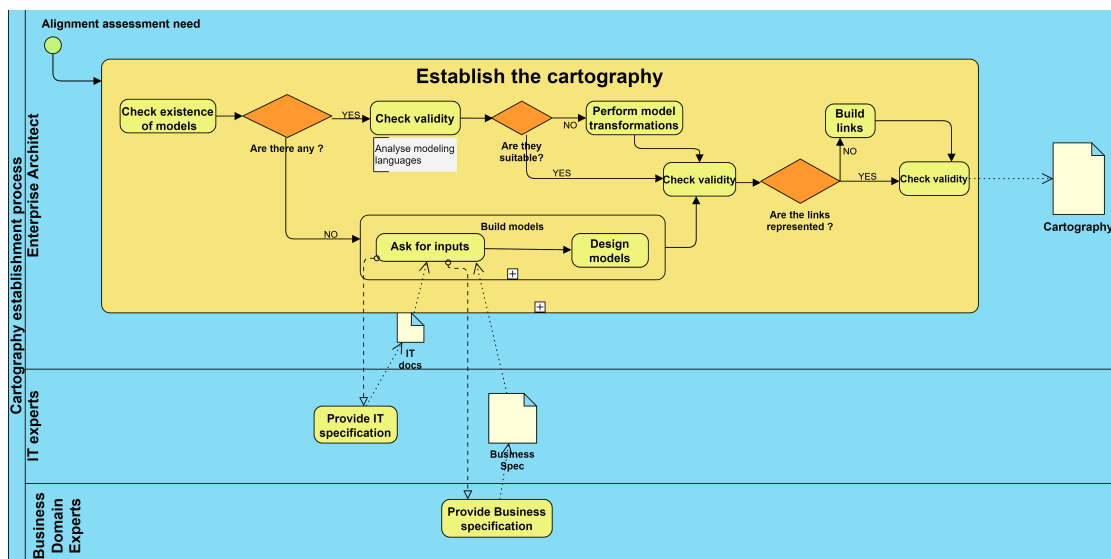 Cartography establishment process
Enterprise Architect
Alignment assessment need
Establish the cartography
Check existence
of models
Are there any ?
YES
Check validity
Analyse modeling
languages
Are they
suitable?
NO
Perform model
transformations
YES
Check validity
Are the links
represented ?
NO
Build
links
YES
Check validity
Cartography
NO
Build models
Ask for inputs
Design
models
IT
docs
IT experts
Provide IT
specification
Business
Spec
Business
Domain
Experts
Provide Business
specification